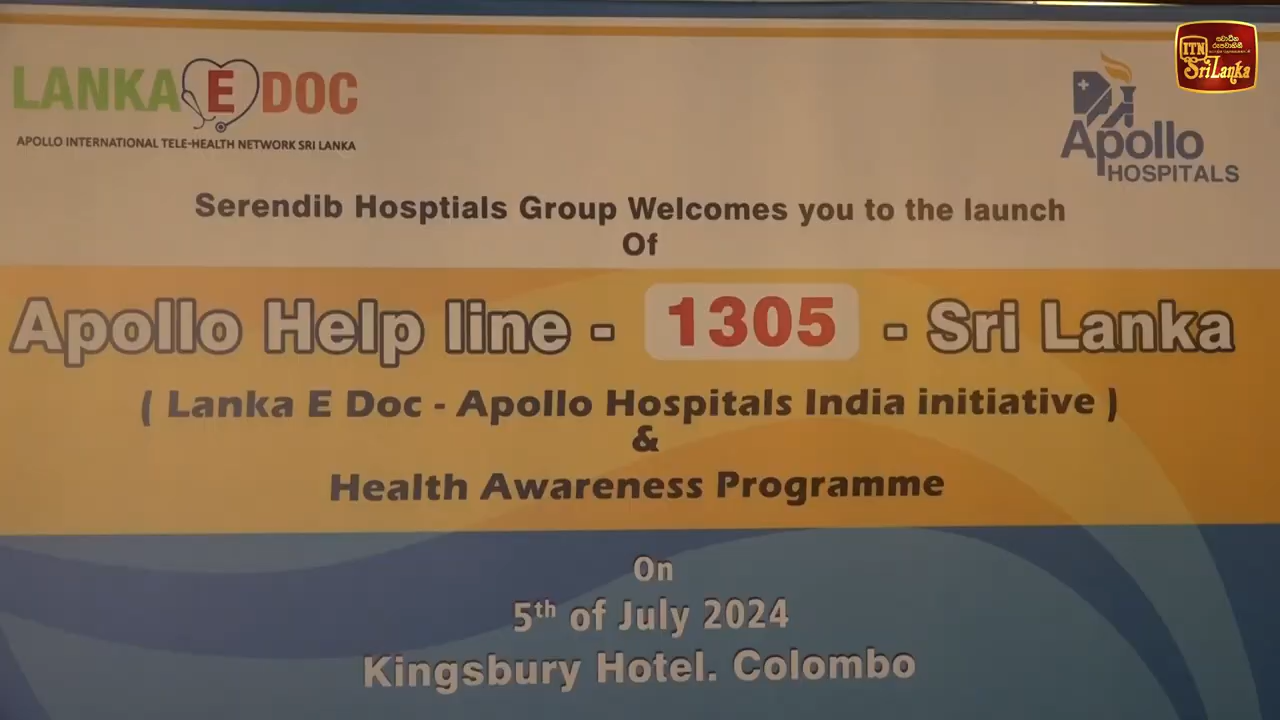 LANKA E DOC
APOLLO INTERNATIONAL TELE-HEALTH NETWORK SRI LANKA
Apollo
HOSPITALS
ITN
Sri Lanka
Serendib Hosptials Group Welcomes you to the launch
Of
Apollo Help line - 1305 - Sri Lanka
( Lanka E Doc - Apollo Hospitals India initiative )
&
Health Awareness Programme
On
5th of July 2024
Kingsbury Hotel. Colombo